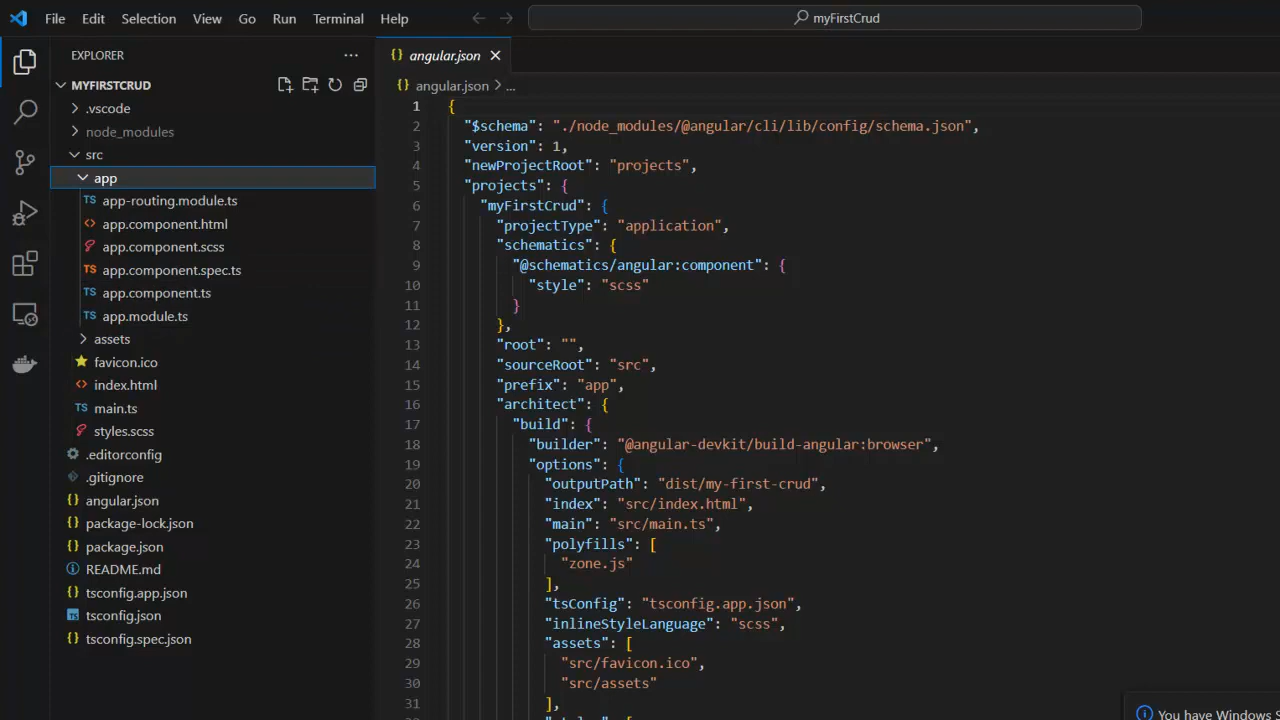 File Edit Selection View Go Run Terminal Help
myFirstCrud
EXPLORER
MYFIRSTCRUD
.vscode
node_modules
src
app
app-routing.module.ts
app.component.html
app.component.scss
app.component.spec.ts
app.component.ts
app.module.ts
assets
favicon.ico
index.html
main.ts
styles.scss
.editorconfig
.gitignore
angular.json
package-lock.json
package.json
README.md
tsconfig.app.json
tsconfig.json
tsconfig.spec.json
angular.json
angular.json > ...
1 {
2 "$schema": "./node_modules/@angular/cli/lib/config/schema.json",
3 "version": 1,
4 "newProjectRoot": "projects",
5 "projects": {
6 "myFirstCrud": {
7 "projectType": "application",
8 "schematics": {
9 "@schematics/angular:component": {
10 "style": "scss"
11 }
12 },
13 "root": "",
14 "sourceRoot": "src",
15 "prefix": "app",
16 "architect": {
17 "build": {
18 "builder": "@angular-devkit/build-angular:browser",
19 "options": {
20 "outputPath": "dist/my-first-crud",
21 "index": "src/index.html",
22 "main": "src/main.ts",
23 "polyfills": [
24 "zone.js"
25 ],
26 "tsConfig": "tsconfig.app.json",
27 "inlineStyleLanguage": "scss",
28 "assets": [
29 "src/favicon.ico",
30 "src/assets"
31 ],
You have Windows S